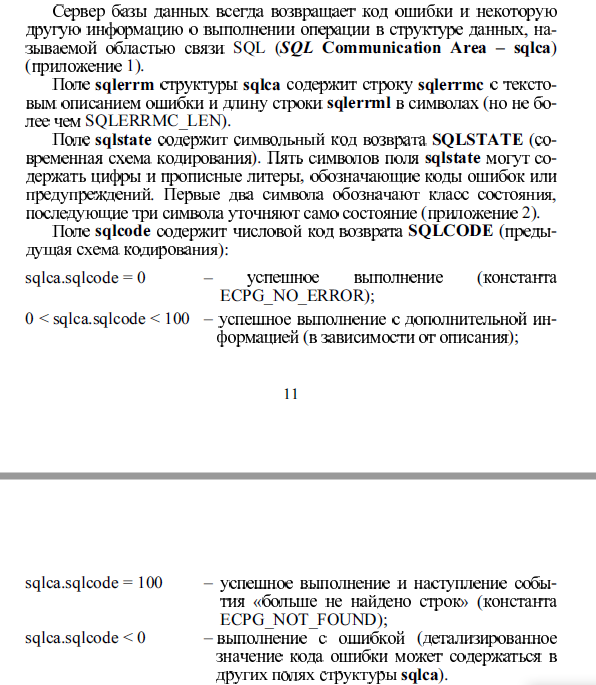 Сервер базы данных всегда возвращает код ошибки и некоторую
другую информацию о выполнении операции в структуре данных, на-
зываемой областью связи SQL (SQL Communication Area – sqlca)
(приложение 1).
Поле sqlerrm структуры sqlca содержит строку sqlerrmc с тексто-
вым описанием ошибки и длину строки sqlerrml в символах (но не бо-
лее чем SQLERRMC_LEN).
Поле sqlstate содержит символьный код возврата SQLSTATE (со-
временная схема кодирования). Пять символов поля sqlstate могут со-
держать цифры и прописные литеры, обозначающие коды ошибок или
предупреждений. Первые два символа обозначают класс состояния,
последующие три символа уточняют само состояние (приложение 2).
Поле sqlcode содержит числовой код возврата SQLCODE (преды-
дущая схема кодирования):
sqlca.sqlcode = 0 – успешное выполнение (константа
ECPG_NO_ERROR);
0 < sqlca.sqlcode < 100 – успешное выполнение с дополнительной ин-
формацией (в зависимости от описания);
11
sqlca.sqlcode = 100 – успешное выполнение и наступление собы-
тия «больше не найдено строк» (константа
ECPG_NOT_FOUND);
sqlca.sqlcode < 0 – выполнение с ошибкой (детализированное
значение кода ошибки может содержаться в
других полях структуры sqlca).